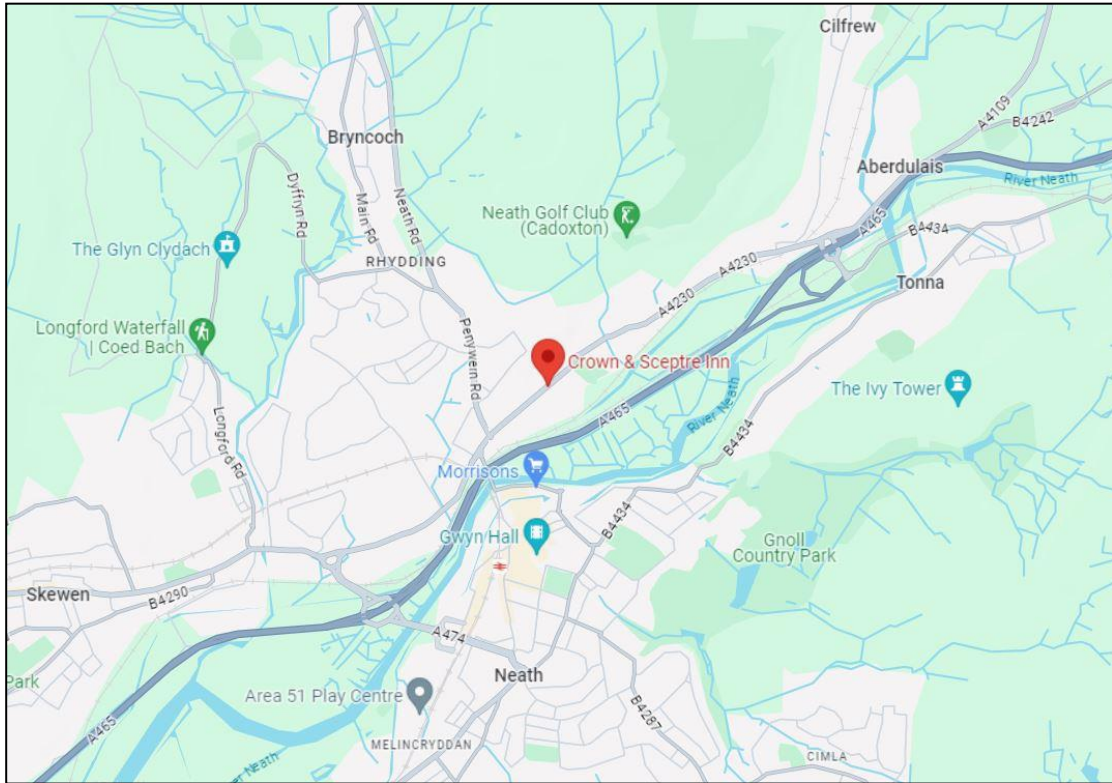 Cilfrew
A4109
B4242
Bryncoch
Aberdulais
River Neath
Dyffryn Rd
Main Rd
Neath Rd
Neath Golf Club
(Cadoxton)
A465
B4434
The Glyn Clydach
RHYDDING
A4230
Tonna
A4230
Longford Waterfall
| Coed Bach
Penywern Rd
Crown & Sceptre Inn
The Ivy Tower
River Neath
A465
Longford Rd
B4434
Morrisons
B4434
Gwyn Hall
Gnoll
Country Park
Skewen
B4290
A474
Park
Neath
Area 51 Play Centre
B4287
A465
MELINCRYDDAN
CIMLA
River Neath